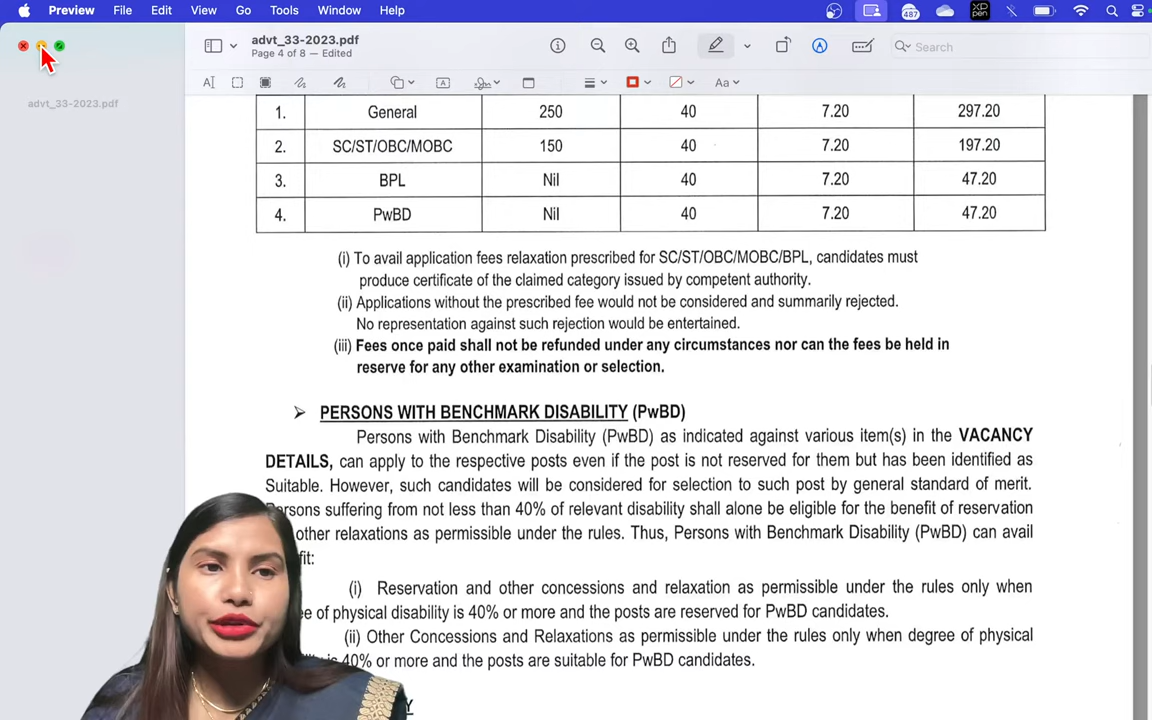 Preview File Edit View Go Tools Window Help
487
XP
PEN
advt_33-2023.pdf
Page 4 of 8 – Edited
Search
Aa
advt_33-2023.pdf
1. General 250 40 7.20 297.20
2. SC/ST/OBC/MOBC 150 40 7.20 197.20
3. BPL Nil 40 7.20 47.20
4. PwBD Nil 40 7.20 47.20
(i) To avail application fees relaxation prescribed for SC/ST/OBC/MOBC/BPL, candidates must
produce certificate of the claimed category issued by competent authority.
(ii) Applications without the prescribed fee would not be considered and summarily rejected.
No representation against such rejection would be entertained.
(iii) Fees once paid shall not be refunded under any circumstances nor can the fees be held in
reserve for any other examination or selection.
➢ PERSONS WITH BENCHMARK DISABILITY (PwBD)
Persons with Benchmark Disability (PwBD) as indicated against various item(s) in the VACANCY
DETAILS, can apply to the respective posts even if the post is not reserved for them but has been identified as
Suitable. However, such candidates will be considered for selection to such post by general standard of merit.
Persons suffering from not less than 40% of relevant disability shall alone be eligible for the benefit of reservation
other relaxations as permissible under the rules. Thus, Persons with Benchmark Disability (PwBD) can avail
fit:
(i) Reservation and other concessions and relaxation as permissible under the rules only when
e of physical disability is 40% or more and the posts are reserved for PwBD candidates.
(ii) Other Concessions and Relaxations as permissible under the rules only when degree of physical
is 40% or more and the posts are suitable for PwBD candidates.